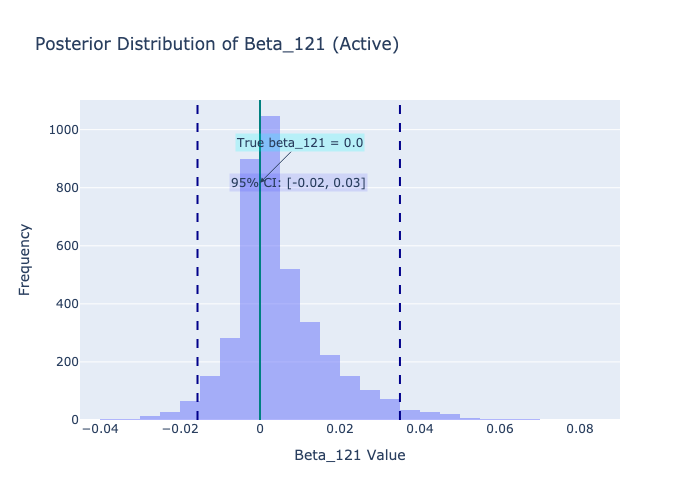 Posterior Distribution of Beta_121 (Active)
1000
800
600
400
200
0
Frequency
True beta_121 = 0.0
95% CI: [-0.02, 0.03]
−0.04 −0.02 0 0.02 0.04 0.06 0.08
Beta_121 Value